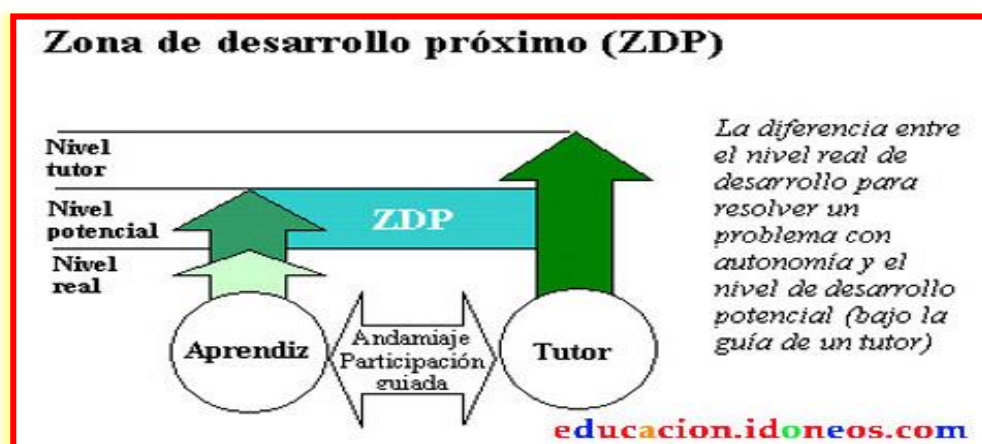 Zona de desarrollo próximo (ZDP)
Nivel
tutor
Nivel
potencial
Nivel
real
ZDP
Aprendiz
Andamiaje
Participación
guiada
Tutor
La diferencia entre
el nivel real de
desarrollo para
resolver un
problema con
autonomía y el
nivel de desarrollo
potencial (bajo la
guía de un tutor)
educacion.idoneos.com